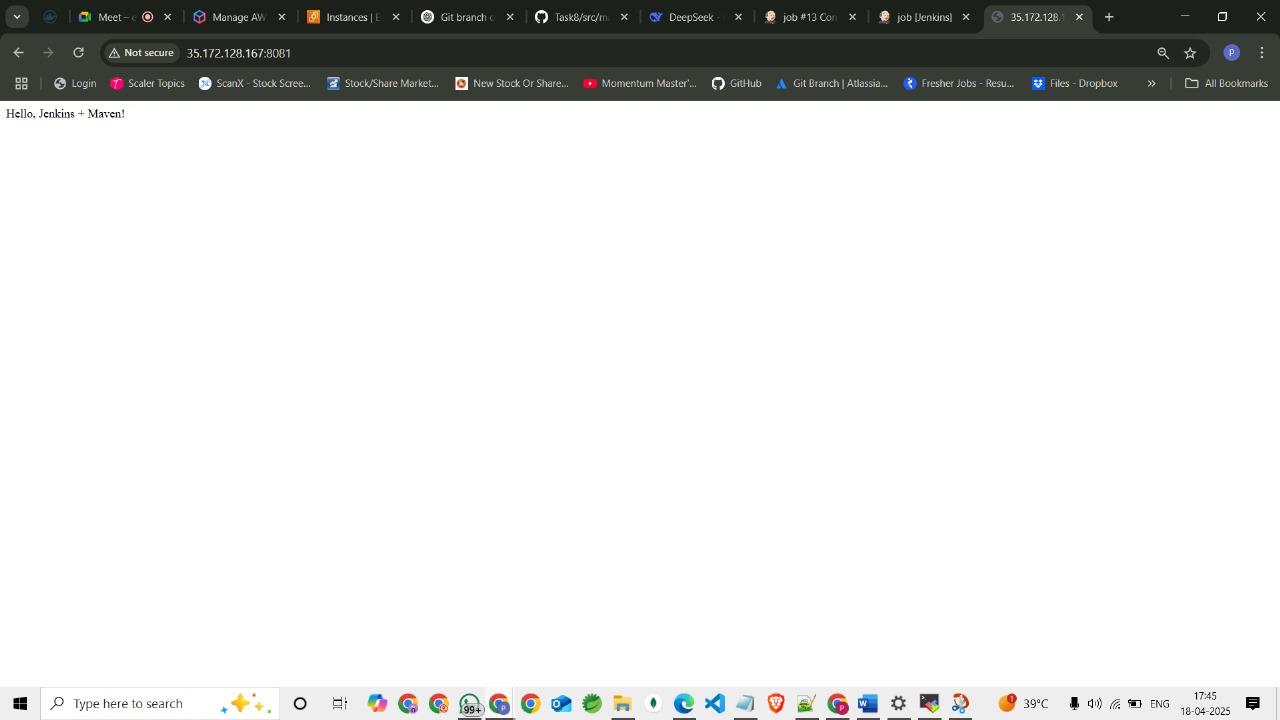 Meet – e
Manage AW
Instances | E
Git branch c
Task8/src/ma
DeepSeek -
job #13 Con
job [Jenkins]
35.172.128.1
Not secure
35.172.128.167:8081
P
Login
Scaler Topics
ScanX - Stock Scree...
Stock/Share Market...
New Stock Or Share...
Momentum Master'...
GitHub
Git Branch | Atlassia...
Fresher Jobs - Resu...
Files - Dropbox
»
All Bookmarks
Hello, Jenkins + Maven!
Type here to search
99+
1
39°C
ENG
17:45
18-04-2025